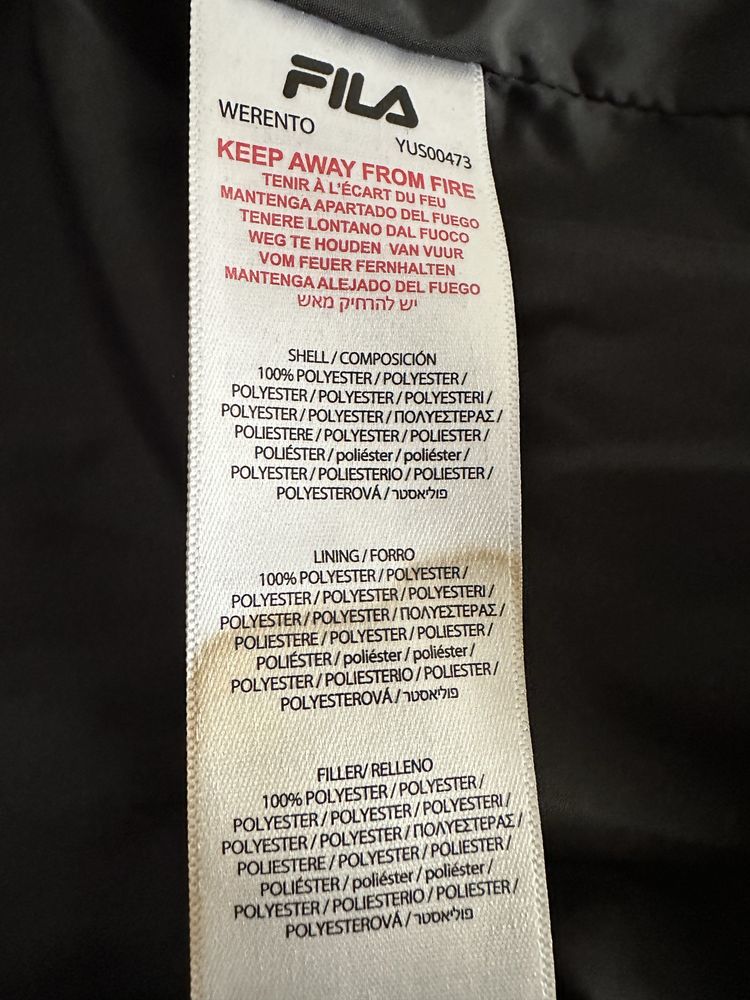 FILA
WERENTO
YUS00473
KEEP AWAY FROM FIRE
TENIR À L'ÉCART DU FEU
MANTENGA APARTADO DEL FUEGO
TENERE LONTANO DAL FUOCO
WEG TE HOUDEN VAN VUUR
VOM FEUER FERNHALTEN
MANTENGA ALEJADO DEL FUEGO
יש להרחיק מאש
SHELL / COMPOSICIÓN
100% POLYESTER / POLYESTER /
POLYESTER / POLYESTER / POLYESTERI /
POLYESTER / POLYESTER / ΠΟΛΥΕΣΤΕΡΑΣ /
POLIESTERE / POLYESTER / POLIESTER /
POLIÉSTER / poliéster / poliéster /
POLYESTER / POLIESTERIO / POLIESTER /
POLYESTEROVÁ / פוליאסטר
LINING / FORRO
100% POLYESTER / POLYESTER /
POLYESTER / POLYESTER / POLYESTERI /
POLYESTER / POLYESTER / ΠΟΛΥΕΣΤΕΡΑΣ /
POLIESTERE / POLYESTER / POLIESTER /
POLIÉSTER / poliéster / poliéster /
POLYESTER / POLIESTERIO / POLIESTER /
POLYESTEROVÁ / פוליאסטר
FILLER/ RELLENO
100% POLYESTER / POLYESTER /
POLYESTER / POLYESTER / POLYESTERI /
POLYESTER / POLYESTER / ΠΟΛΥΕΣΤΕΡΑΣ /
POLIESTERE / POLYESTER / POLIESTER /
POLIÉSTER / poliéster / poliéster /
POLYESTER / POLIESTERIO / POLIESTER /
POLYESTEROVÁ / פוליאסטר